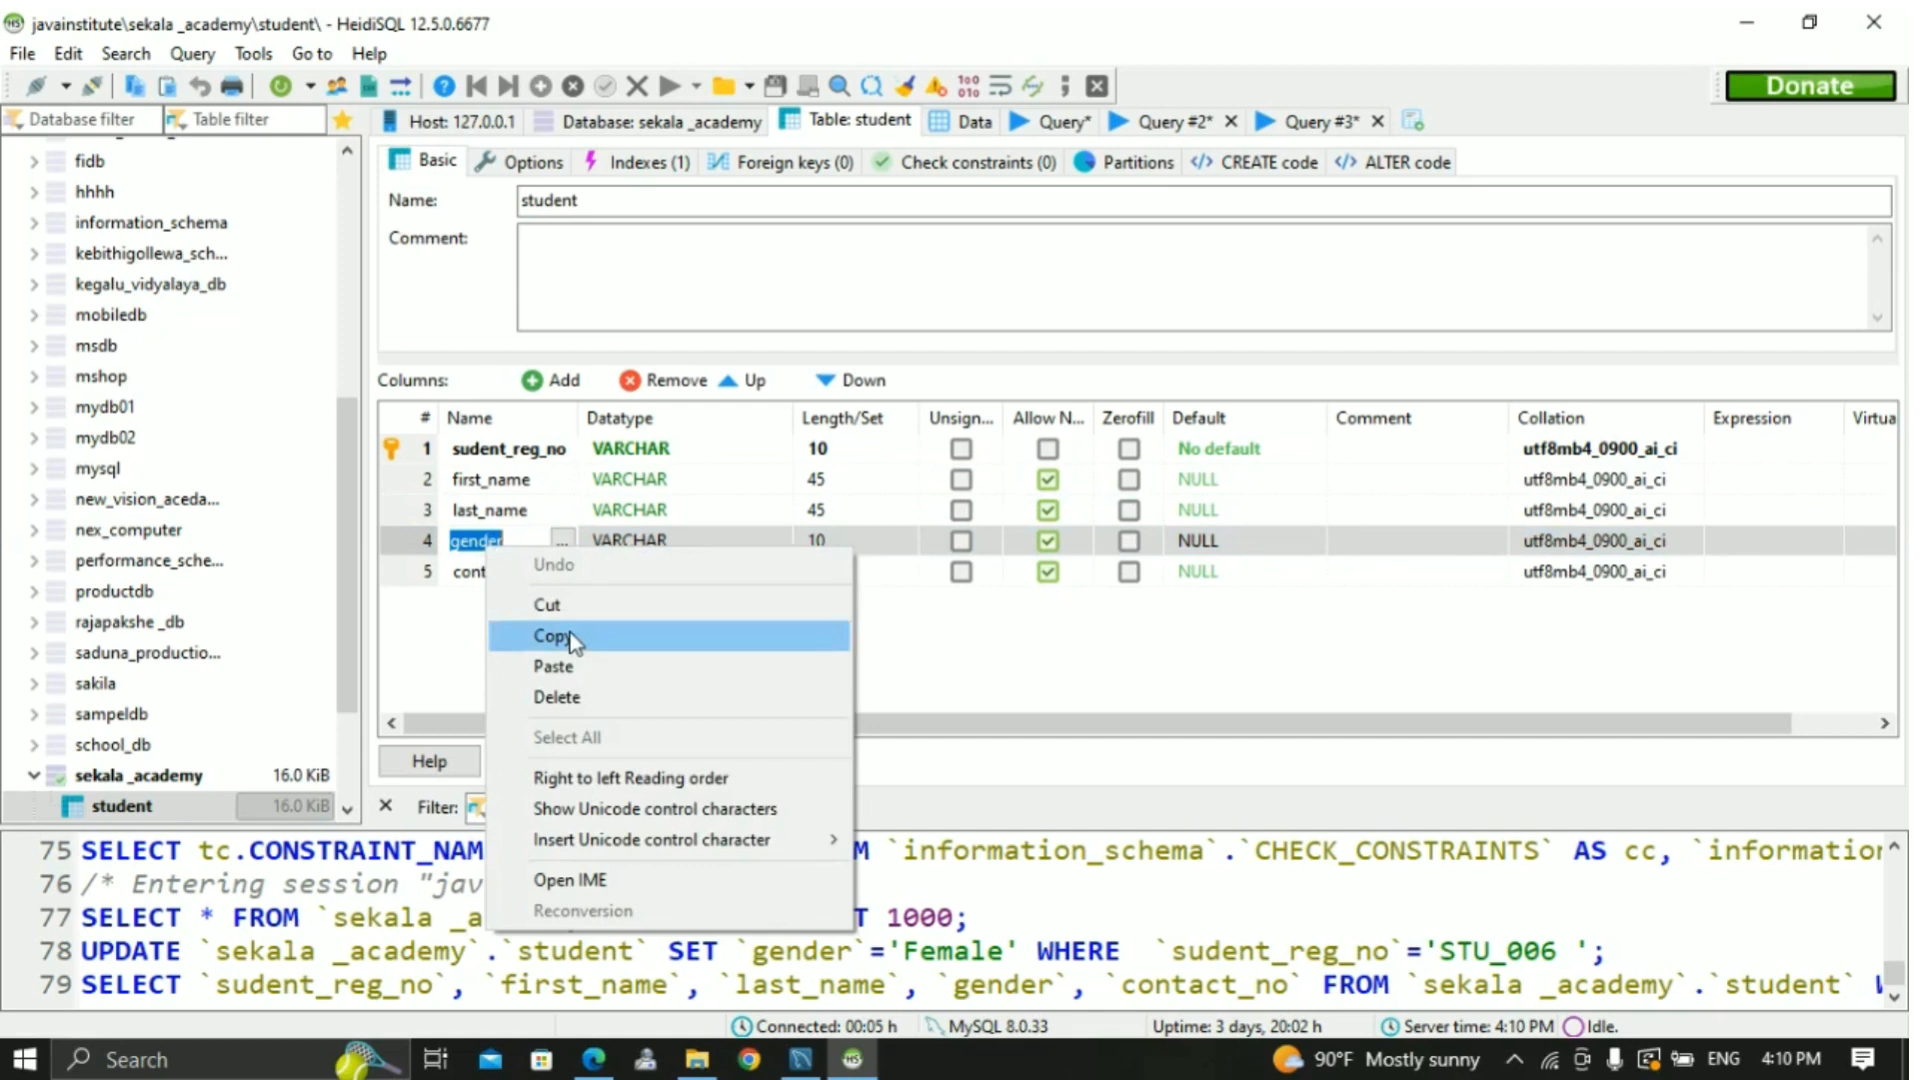 javainstitute\sekala _academy\student\ - HeidiSQL 12.5.0.6677
File Edit Search Query Tools Go to Help
Donate
Database filter Table filter Host: 127.0.0.1 Database: sekala _academy Table: student Data Query* Query #2* Query #3*
Basic Options Indexes (1) Foreign keys (0) Check constraints (0) Partitions CREATE code ALTER code
Name: student
Comment:
fidb
hhhh
information_schema
kebithigollewa_sch...
kegalu_vidyalaya_db
mobiledb
msdb
mshop
mydb01
mydb02
mysql
new_vision_aceda...
nex_computer
performance_sche...
productdb
rajapakshe _db
saduna_productio...
sakila
sampeldb
school_db
sekala _academy 16.0 KiB
student 16.0 KiB
Columns: Add Remove Up Down
# Name Datatype Length/Set Unsign... Allow N... Zerofill Default Comment Collation Expression Virtua
1 sudent_reg_no VARCHAR 10 No default utf8mb4_0900_ai_ci
2 first_name VARCHAR 45 NULL utf8mb4_0900_ai_ci
3 last_name VARCHAR 45 NULL utf8mb4_0900_ai_ci
4 gender ... VARCHAR 10 NULL utf8mb4_0900_ai_ci
5 cont NULL utf8mb4_0900_ai_ci
Undo
Cut
Copy
Paste
Delete
Select All
Right to left Reading order
Show Unicode control characters
Insert Unicode control character
Open IME
Reconversion
Help
Filter:
75 SELECT tc.CONSTRAINT_NAM M `information_schema`.`CHECK_CONSTRAINTS` AS cc, `information
76 /* Entering session "jav
77 SELECT * FROM `sekala _a T 1000;
78 UPDATE `sekala _academy`.`student` SET `gender`='Female' WHERE `sudent_reg_no`='STU_006 ';
79 SELECT `sudent_reg_no`, `first_name`, `last_name`, `gender`, `contact_no` FROM `sekala _academy`.`student`
Connected: 00:05 h MySQL 8.0.33 Uptime: 3 days, 20:02 h Server time: 4:10 PM Idle.
Search 90°F Mostly sunny ENG 4:10 PM